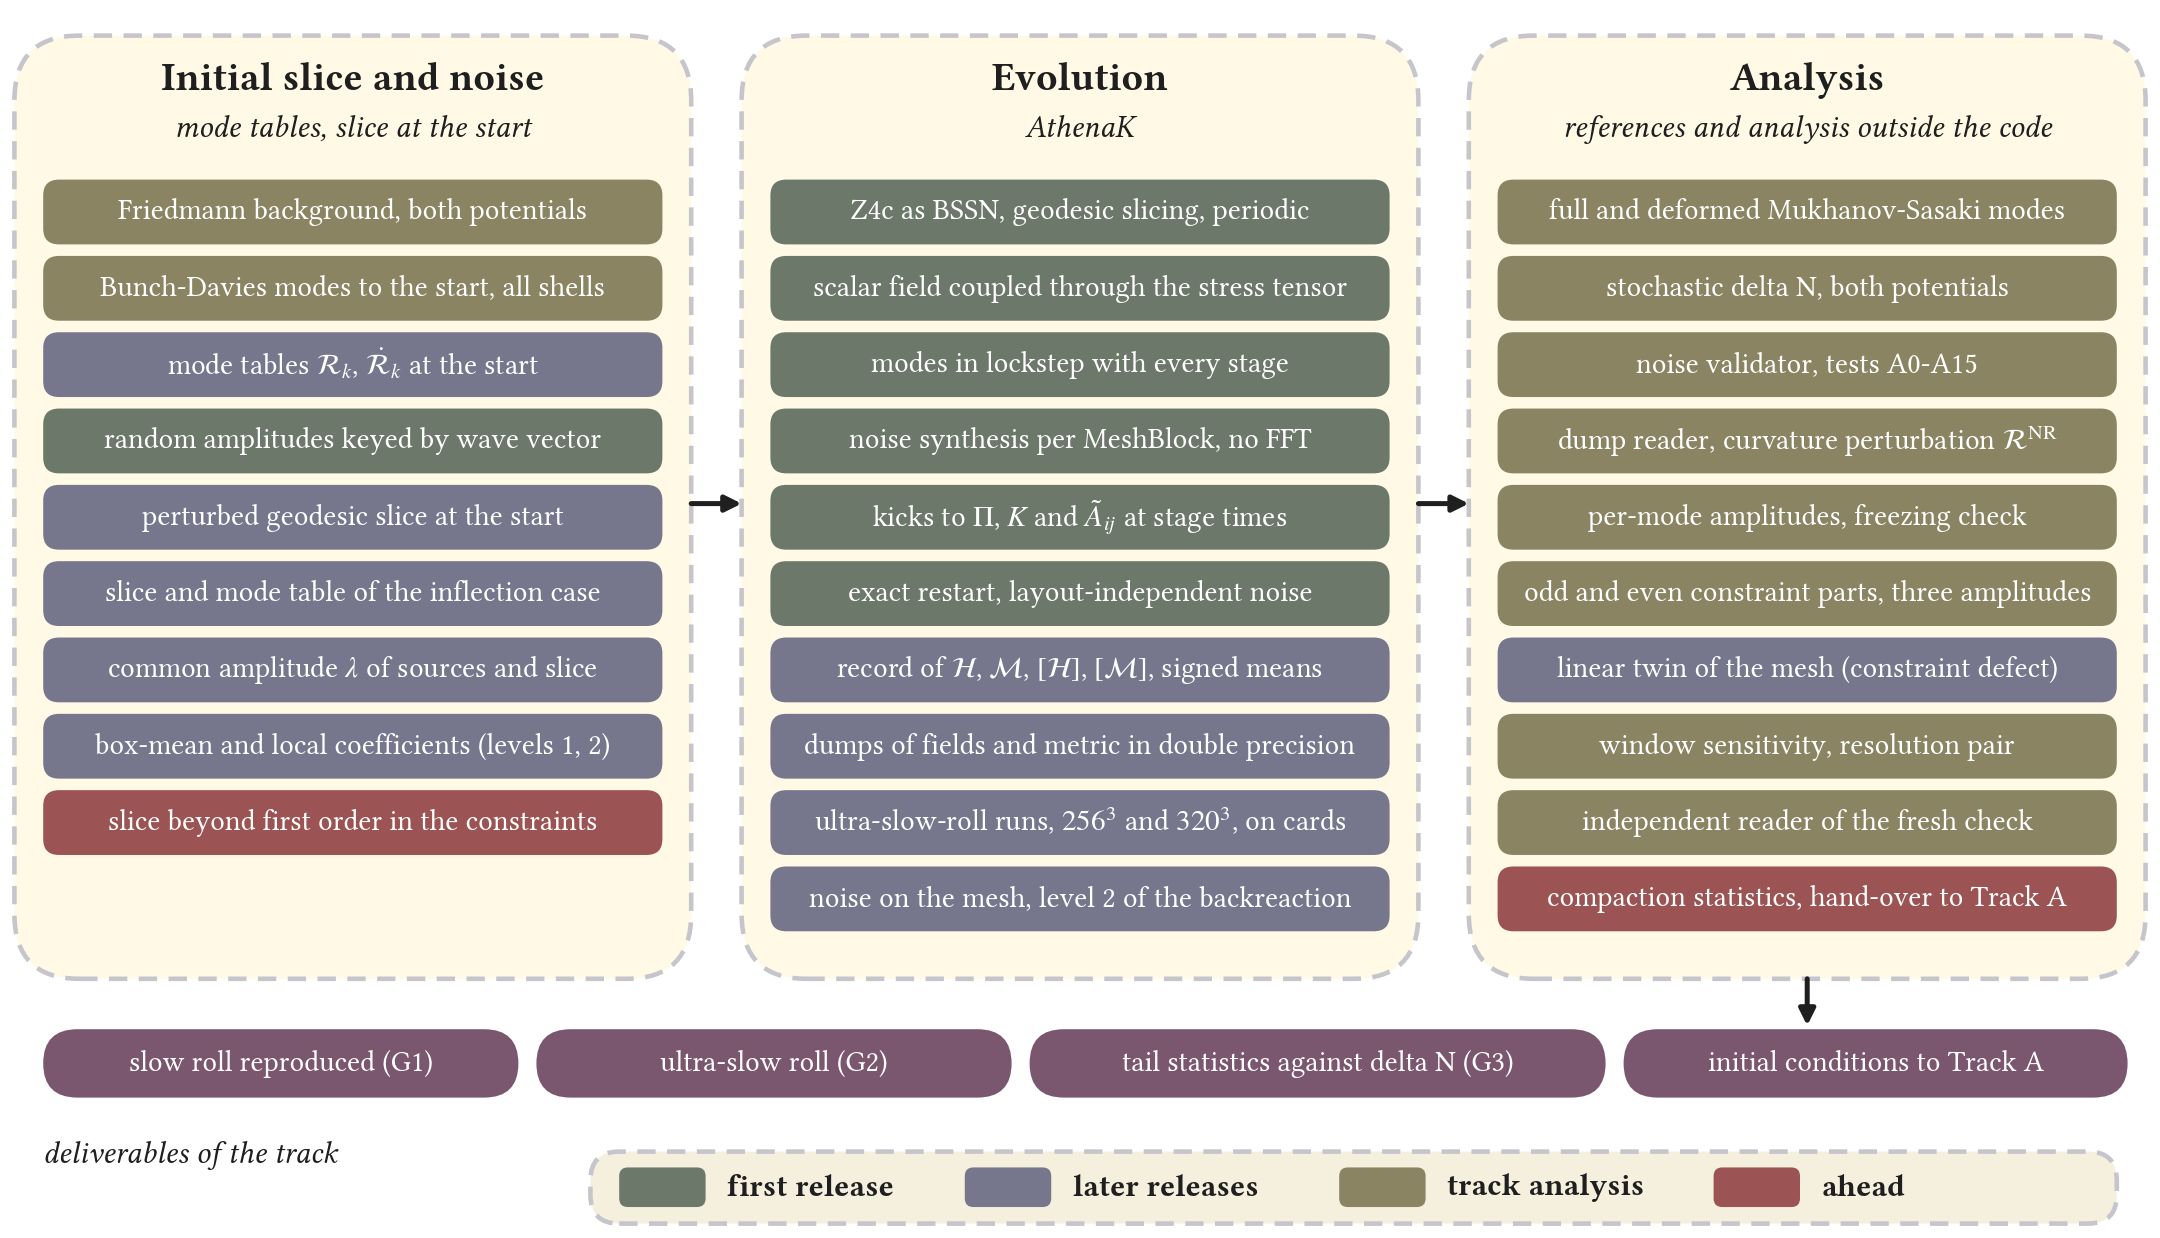 Initial slice and noise
mode tables, slice at the start
Friedmann background, both potentials
Bunch-Davies modes to the start, all shells
mode tables ℛₖ, ℛ̇ₖ at the start
random amplitudes keyed by wave vector
perturbed geodesic slice at the start
slice and mode table of the inflection case
common amplitude λ of sources and slice
box-mean and local coefficients (levels 1, 2)
slice beyond first order in the constraints
Evolution
AthenaK
Z4c as BSSN, geodesic slicing, periodic
scalar field coupled through the stress tensor
modes in lockstep with every stage
noise synthesis per MeshBlock, no FFT
kicks to Π, K and Ãᵢⱼ at stage times
exact restart, layout-independent noise
record of ℋ, ℳ, [ℋ], [ℳ], signed means
dumps of fields and metric in double precision
ultra-slow-roll runs, 256³ and 320³, on cards
noise on the mesh, level 2 of the backreaction
Analysis
references and analysis outside the code
full and deformed Mukhanov-Sasaki modes
stochastic delta N, both potentials
noise validator, tests A0-A15
dump reader, curvature perturbation ℛᴺᴿ
per-mode amplitudes, freezing check
odd and even constraint parts, three amplitudes
linear twin of the mesh (constraint defect)
window sensitivity, resolution pair
independent reader of the fresh check
compaction statistics, hand-over to Track A
slow roll reproduced (G1)
ultra-slow roll (G2)
tail statistics against delta N (G3)
initial conditions to Track A
deliverables of the track
first release
later releases
track analysis
ahead